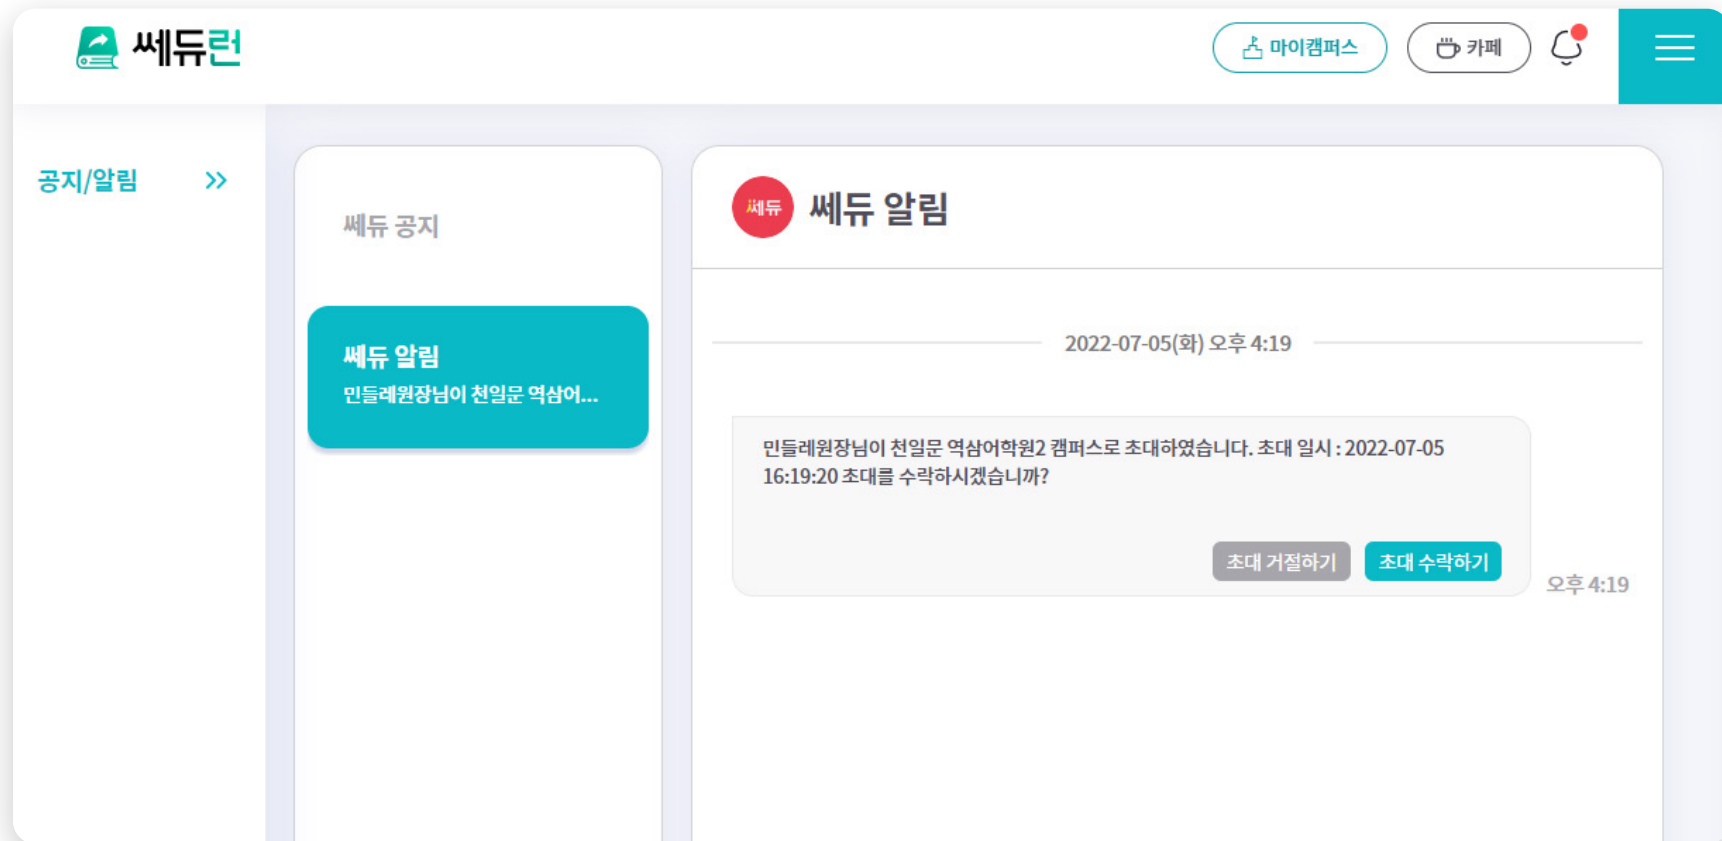 쎄듀런
마이캠퍼스
카페
공지/알림
쎄듀 공지
쎄듀 알림
민들레원장님이 천일문 역삼어...
쎄듀
쎄듀 알림
2022-07-05(화) 오후 4:19
민들레원장님이 천일문 역삼어학원2 캠퍼스로 초대하였습니다. 초대 일시 : 2022-07-05
16:19:20 초대를 수락하시겠습니까?
초대 거절하기
초대 수락하기
오후 4:19